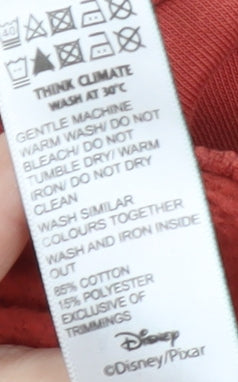 40
THINK CLIMATE
WASH AT 30°C
GENTLE MACHINE
WARM WASH/ DO NOT
BLEACH/ DO NOT
TUMBLE DRY/ WARM
IRON/ DO NOT DRY
CLEAN
WASH SIMILAR
COLOURS TOGETHER
WASH AND IRON INSIDE
OUT
85% COTTON
15% POLYESTER
EXCLUSIVE OF
TRIMMINGS
Disney
©Disney/Pixar